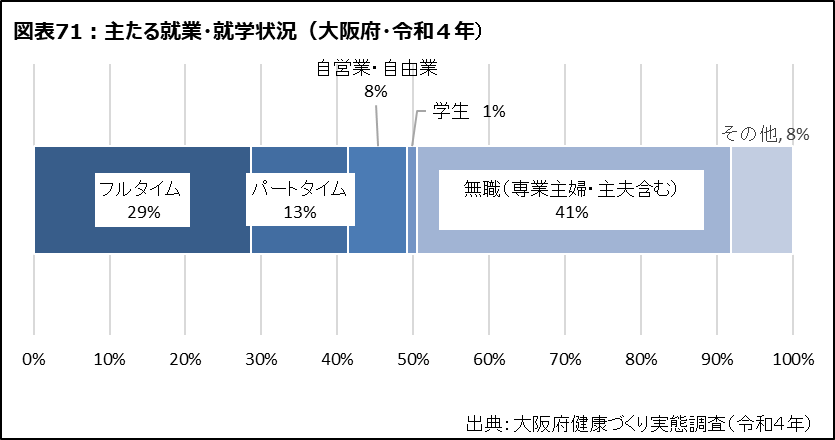 図表71：主たる就業・就学状況（大阪府・令和４年）
自営業・自由業
8%
学生 1%
その他, 8%
フルタイム
29%
パートタイム
13%
無職（専業主婦・主夫含む）
41%
0% 10% 20% 30% 40% 50% 60% 70% 80% 90% 100%
出典：大阪府健康づくり実態調査（令和４年）